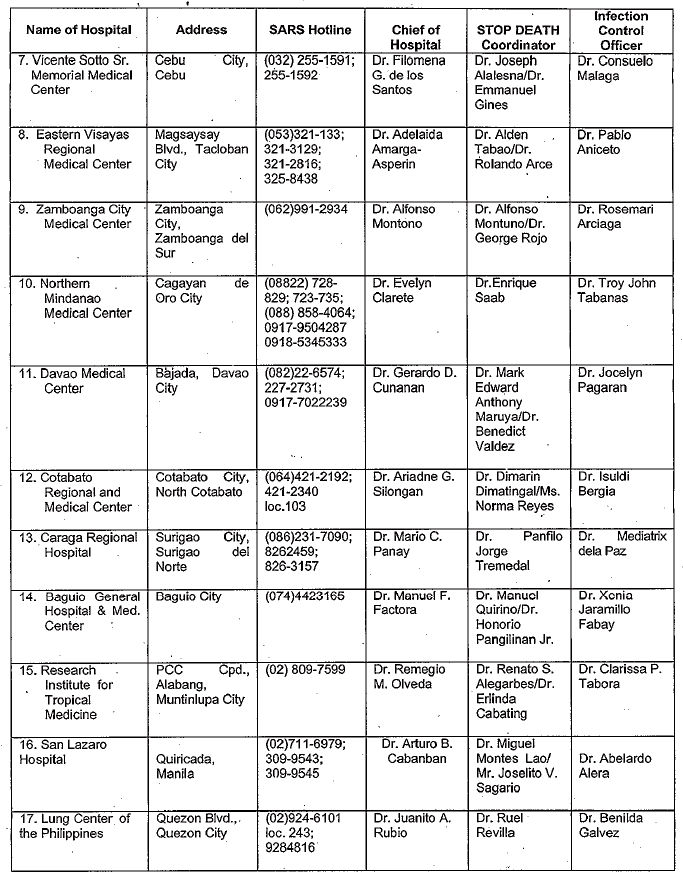 Name of Hospital
Address
SARS Hotline
Chief of
Hospital
STOP DEATH
Coordinator
Infection
Control
Officer
7. Vicente Sotto Sr.
Memorial Medical
Center
Cebu City,
Cebu
(032) 255-1591;
255-1592
Dr. Filomena
G. de los
Santos
Dr. Joseph
Alalesna/Dr.
Emmanuel
Gines
Dr. Consuelo
Malaga
8. Eastern Visayas
Regional
Medical Center
Magsaysay
Blvd., Tacloban
City
(053)321-133;
321-3129;
321-2816;
325-8438
Dr. Adelaida
Amarga-
Asperin
Dr. Alden
Tabao/Dr.
Rolando Arce
Dr. Pablo
Aniceto
9. Zamboanga City
Medical Center
Zamboanga
City,
Zamboanga del
Sur
(062)991-2934
Dr. Alfonso
Montono
Dr. Alfonso
Montuno/Dr.
George Rojo
Dr. Rosemari
Arciaga
10. Northern
Mindanao
Medical Center
Cagayan de
Oro City
(08822) 728-
829; 723-735;
(088) 858-4064;
0917-9504287
0918-5345333
Dr. Evelyn
Clarete
Dr.Enrique
Saab
Dr. Troy John
Tabanas
11. Davao Medical
Center
Bajada, Davao
City
(082)22-6574;
227-2731;
0917-7022239
Dr. Gerardo D.
Cunanan
Dr. Mark
Edward
Anthony
Maruya/Dr.
Benedict
Valdez
Dr. Jocelyn
Pagaran
12. Cotabato
Regional and
Medical Center
Cotabato City,
North Cotabato
(064)421-2192;
421-2340
loc.103
Dr. Ariadne G.
Silongan
Dr. Dimarin
Dimatingal/Ms.
Norma Reyes
Dr. Isuldi
Bergia
13. Caraga Regional
Hospital
Surigao City,
Surigao del
Norte
(086)231-7090;
8262459;
826-3157
Dr. Mario C.
Panay
Dr. Panfilo
Jorge
Tremedal
Dr. Mediatrix
dela Paz
14. Baguio General
Hospital & Med.
Center
Baguio City
(074)4423165
Dr. Manuel F.
Factora
Dr. Manuel
Quirino/Dr.
Honorio
Pangilinan Jr.
Dr. Xenia
Jaramillo
Fabay
15. Research
Institute for
Tropical
Medicine
PCC Cpd.,
Alabang,
Muntinlupa City
(02) 809-7599
Dr. Remegio
M. Olveda
Dr. Renato S.
Alegarbes/Dr.
Erlinda
Cabating
Dr. Clarissa P.
Tabora
16. San Lazaro
Hospital
Quiricada,
Manila
(02)711-6979;
309-9543;
309-9545
Dr. Arturo B.
Cabanban
Dr. Miguel
Montes Lao/
Mr. Joselito V.
Sagario
Dr. Abelardo
Alera
17. Lung Center of
the Philippines
Quezon Blvd.,
Quezon City
(02)924-6101
loc. 243;
9284816
Dr. Juanito A.
Rubio
Dr. Ruel
Revilla
Dr. Benilda
Galvez